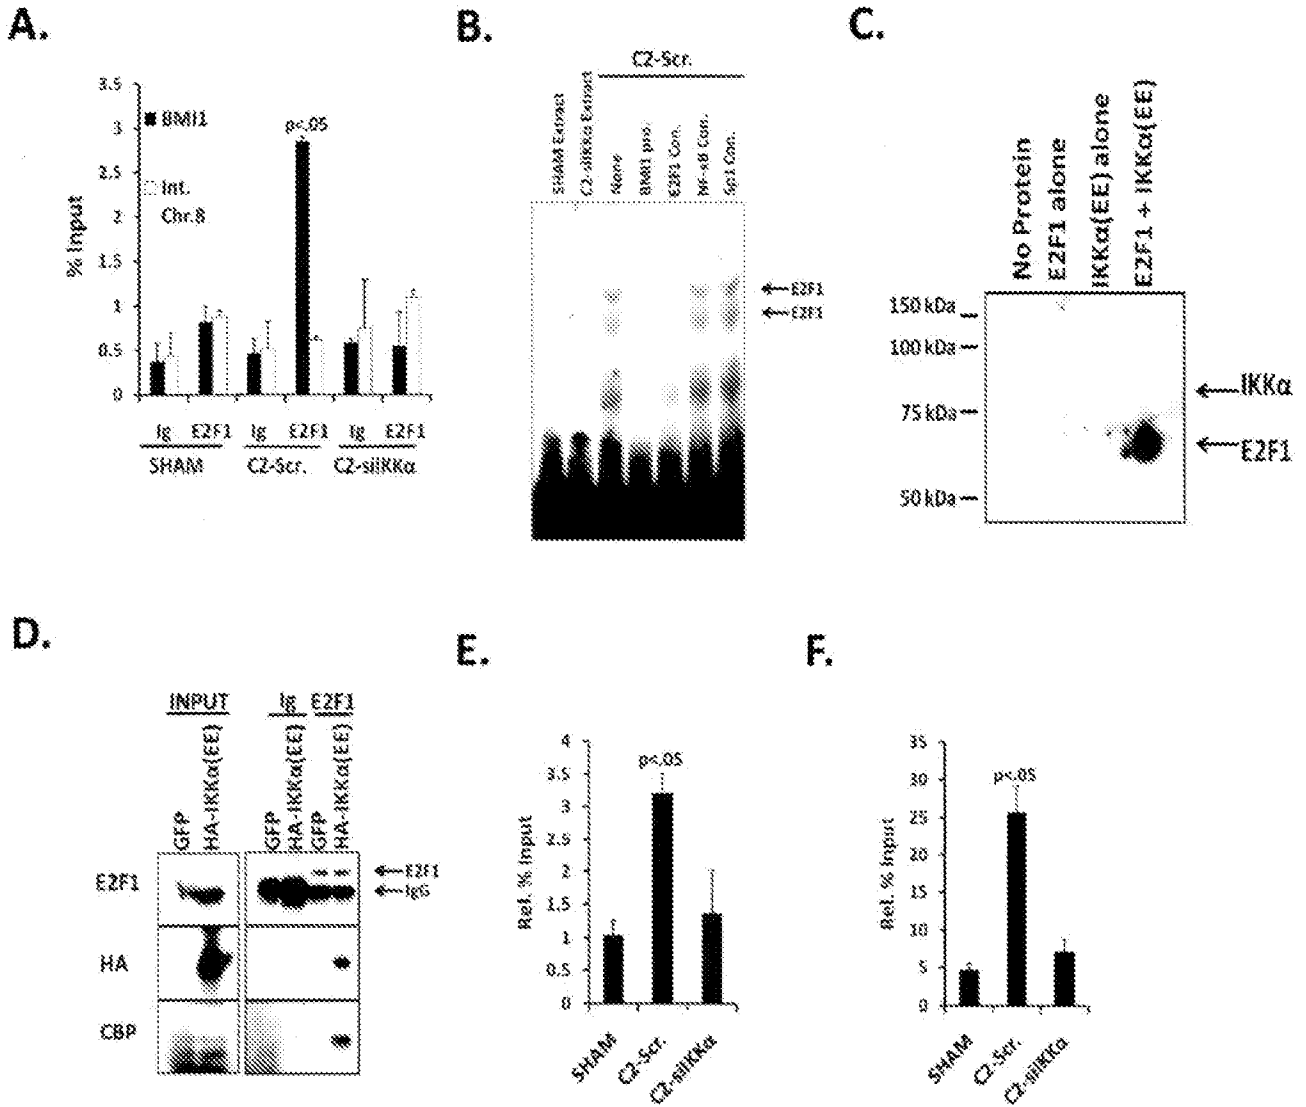 A.
3.5
3
2.5
2
1.5
1
0.5
0
% Input
BMI1
Int.
Chr.8
p<.05
Ig E2F1 Ig E2F1 Ig E2F1
SHAM C2-Scr. C2-siIKKα
B.
C2-Scr.
SHAM Extract
C2-siIKKα Extract
None
BMI1 pro.
E2F1 Con.
NF-κB Con.
Sp1 Con.
E2F1
E2F1
C.
No Protein
E2F1 alone
IKKα(EE) alone
E2F1 + IKKα(EE)
150 kDa
100 kDa
75 kDa
50 kDa
IKKα
E2F1
D.
INPUT Ig E2F1
GFP
HA-IKKα(EE)
GFP
HA-IKKα(EE)
GFP
HA-IKKα(EE)
E2F1
HA
CBP
E2F1
IgG
E.
4
3.5
3
2.5
2
1.5
1
0.5
0
Rel. % Input
p<.05
SHAM
C2-Scr.
C2-siIKKα
F.
35
30
25
20
15
10
5
0
Rel. % Input
p<.05
SHAM
C2-Scr.
C2-siIKKα